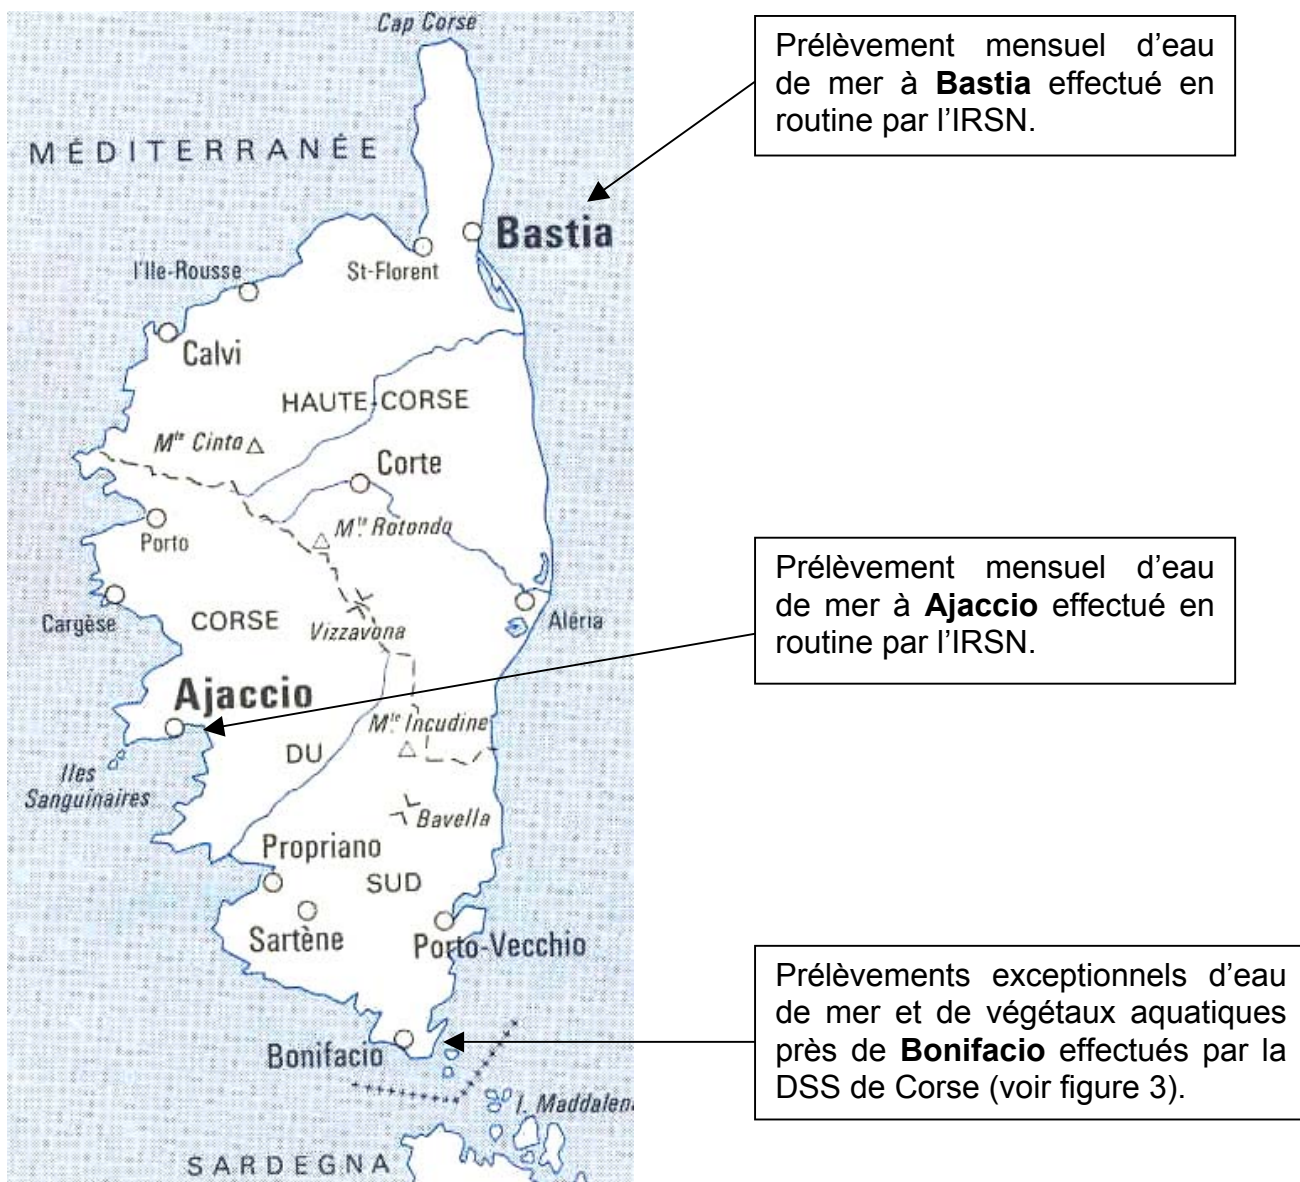 Cap Corse
MÉDITERRANÉE
Bastia
l'Ile-Rousse
St-Florent
Calvi
HAUTE-CORSE
Mte Cinto
Corte
Mt. Rotondo
Porto
Cargèse
CORSE
Vizzavona
Aléria
Ajaccio
Mte. Incudine
DU
Iles
Sanguinaires
Bavella
Propriano
SUD
Sartène
Porto-Vecchio
Bonifacio
I. Maddalena
SARDEGNA
Prélèvement mensuel d'eau
de mer à Bastia effectué en
routine par l'IRSN.
Prélèvement mensuel d'eau
de mer à Ajaccio effectué en
routine par l'IRSN.
Prélèvements exceptionnels d'eau
de mer et de végétaux aquatiques
près de Bonifacio effectués par la
DSS de Corse (voir figure 3).